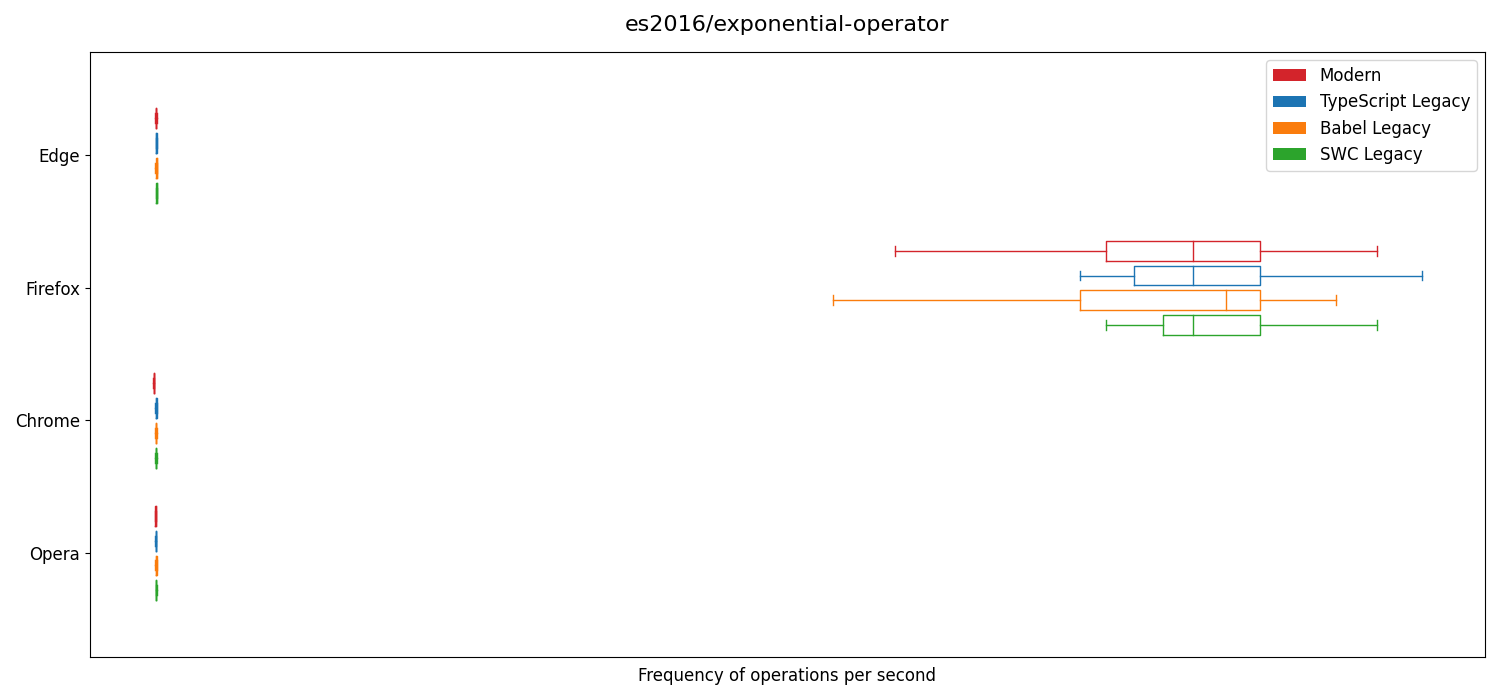 es2016/exponential-operator
Modern
TypeScript Legacy
Babel Legacy
SWC Legacy
Edge
Firefox
Chrome
Opera
Frequency of operations per second